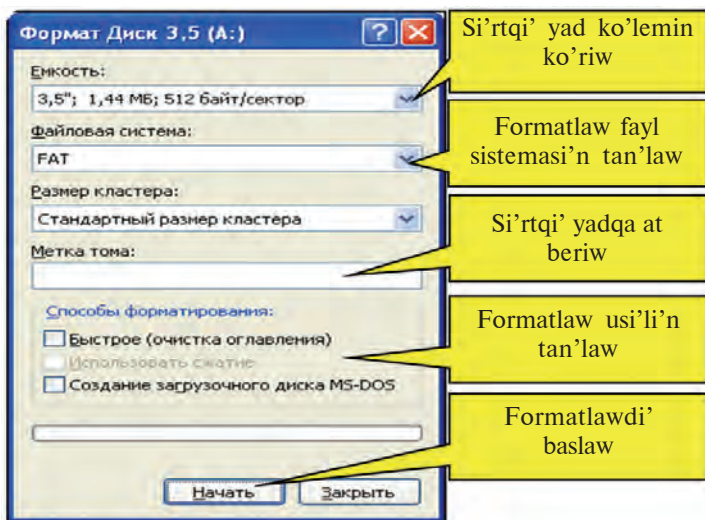 Формат Диск 3,5 (A:)
Емкость:
3,5"; 1,44 МБ; 512 байт/сектор
Файловая система:
FAT
Размер кластера:
Стандартный размер кластера
Метка тома:
Способы форматирования:
Быстрое (очистка оглавления)
Использовать сжатие
Создание загрузочного диска MS-DOS
Начать
Закрыть
Si'rtqi' yad ko'lemin
ko'riw
Formatlaw fayl
sistemasi'n tan'law
Si'rtqi' yadqa at
beriw
Formatlaw usi'li'n
tan'law
Formatlawdi'
baslaw